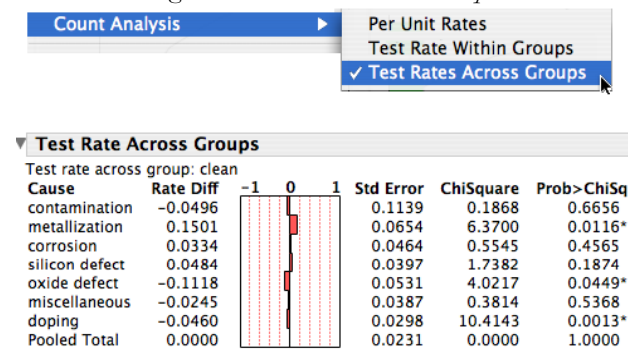 Count Analysis
Per Unit Rates
Test Rate Within Groups
✓ Test Rates Across Groups
Test Rate Across Groups
Test rate across group: clean
Cause Rate Diff -1 0 1 Std Error ChiSquare Prob>ChiSq
contamination -0.0496 0.1139 0.1868 0.6656
metallization 0.1501 0.0654 6.3700 0.0116*
corrosion 0.0334 0.0464 0.5545 0.4565
silicon defect 0.0484 0.0397 1.7382 0.1874
oxide defect -0.1118 0.0531 4.0217 0.0449*
miscellaneous -0.0245 0.0387 0.3814 0.5368
doping -0.0460 0.0298 10.4143 0.0013*
Pooled Total 0.0000 0.0231 0.0000 1.0000